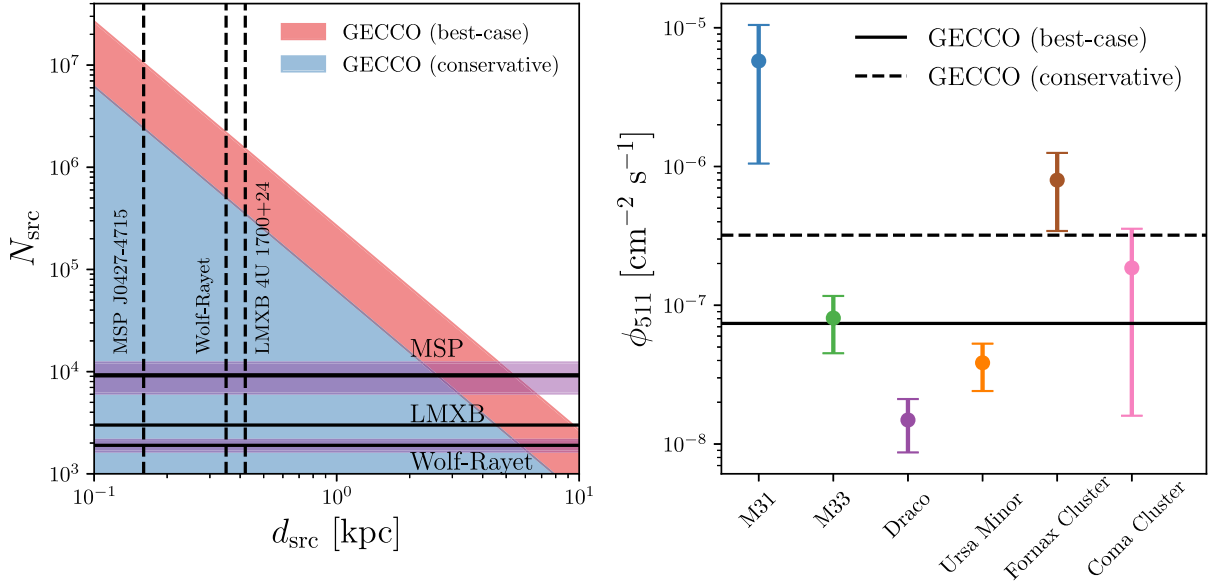 GECCO (best-case)
GECCO (conservative)
10^7
10^6
10^5
10^4
10^3
N_src
MSP J0427-4715
Wolf-Rayet
LMXB 4U 1700+24
MSP
LMXB
Wolf-Rayet
10^−1
10^0
10^1
d_src [kpc]
GECCO (best-case)
GECCO (conservative)
10^−5
10^−6
10^−7
10^−8
ϕ_511 [cm^−2 s^−1]
M31
M33
Draco
Ursa Minor
Fornax Cluster
Coma Cluster